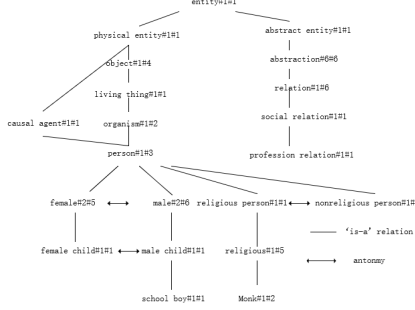 entity#1#1
physical entity#1#1
abstract entity#1#1
object#1#4
abstraction#6#6
living thing#1#1
relation#1#6
causal agent#1#1
organism#1#2
social relation#1#1
person#1#3
profession relation#1#1
female#2#5
male#2#6
religious person#1#1
nonreligious person#1#
'is-a' relation
female child#1#1
male child#1#1
religious#1#5
antonmy
school boy#1#1
Monk#1#2